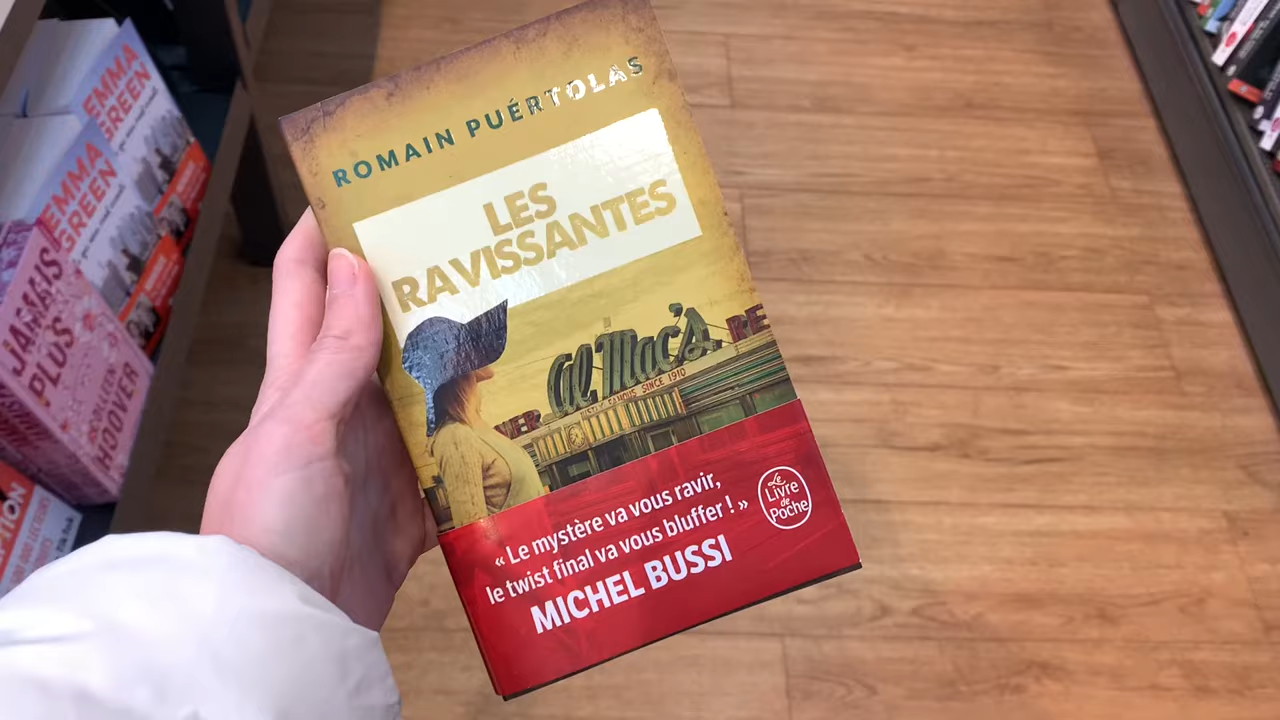 ROMAIN PUÉRTOLAS
LES
RAVISSANTES
Al Mac's
SINCE 1910
« Le mystère va vous ravir,
le twist final va vous bluffer ! »
MICHEL BUSSI
Le
Livre
de
Poche
EMMA
GREEN
EMMA
GREEN
JAMAIS
PLUS
COLLEEN
HOOVER